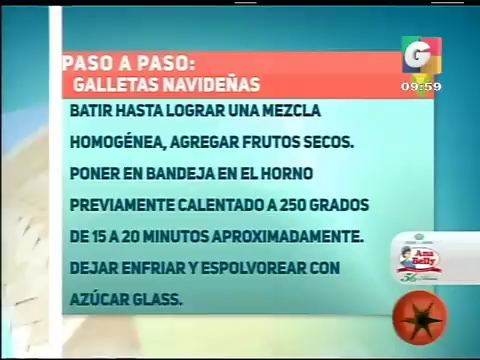 PASO A PASO:
GALLETAS NAVIDEÑAS
G
09:59
BATIR HASTA LOGRAR UNA MEZCLA
HOMOGÉNEA, AGREGAR FRUTOS SECOS.
PONER EN BANDEJA EN EL HORNO
PREVIAMENTE CALENTADO A 250 GRADOS
DE 15 A 20 MINUTOS APROXIMADAMENTE.
DEJAR ENFRIAR Y ESPOLVOREAR CON
AZÚCAR GLASS.
Ana
Belly